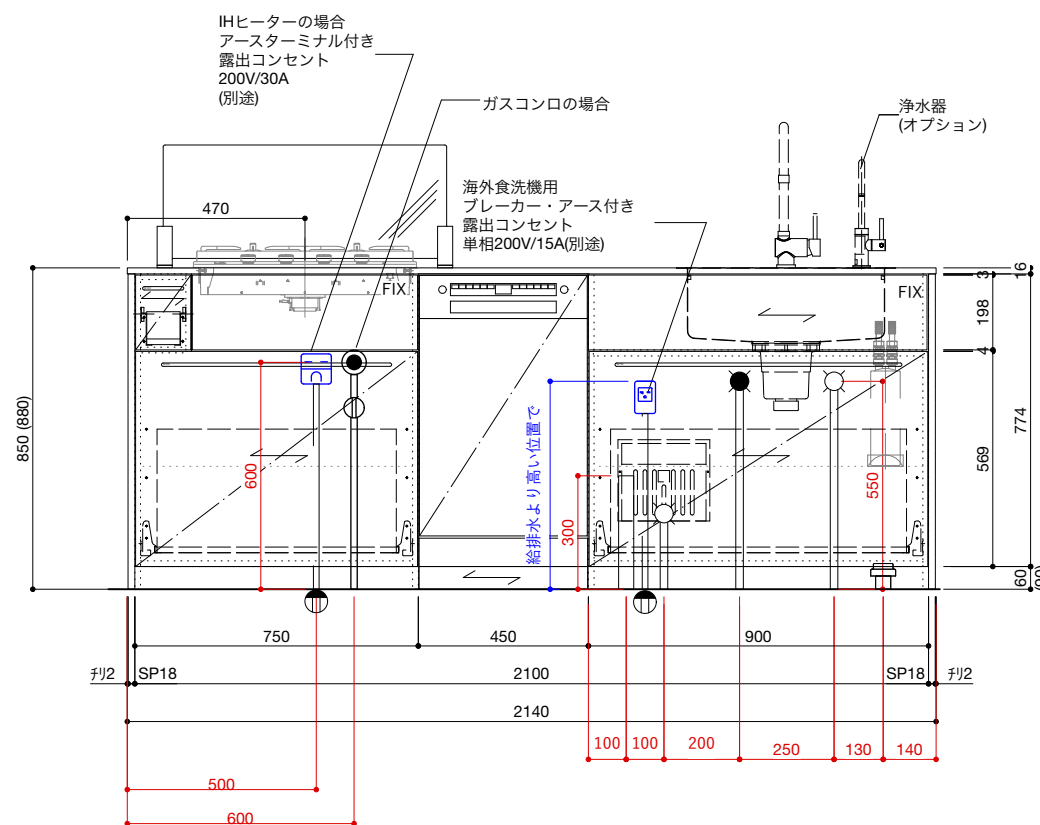 IHヒーターの場合
アースターミナル付き
露出コンセント
200V/30A
(別途)
ガスコンロの場合
浄水器
(オプション)
海外食洗機用
ブレーカー・アース付き
露出コンセント
単相200V/15A(別途)
470
FIX
FIX
16
3
198
4
774
569
60
(90)
850 (880)
600
給排水より高い位置で
300
550
750
450
900
チリ2
SP18
2100
SP18
チリ2
2140
100
100
200
250
130
140
500
600